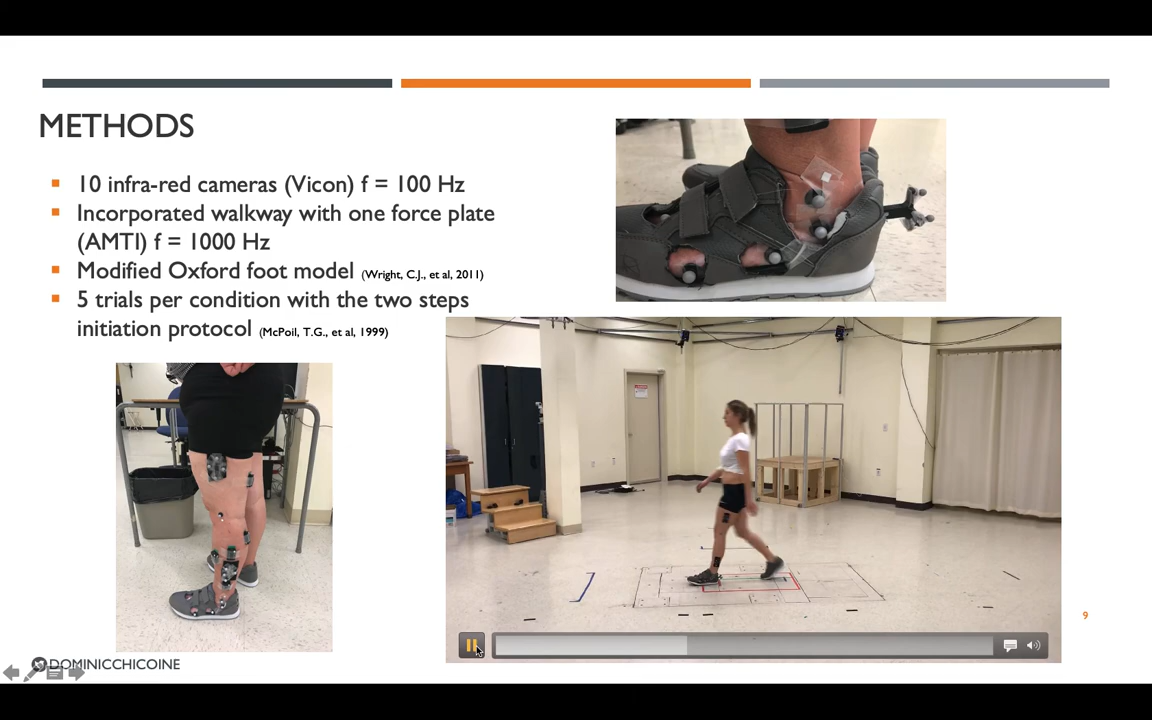 METHODS
10 infra-red cameras (Vicon) f = 100 Hz
Incorporated walkway with one force plate
(AMTI) f = 1000 Hz
Modified Oxford foot model (Wright, C.J., et al, 2011)
5 trials per condition with the two steps
initiation protocol (McPoil, T.G., et al, 1999)
9
DOMINICCHICOINE